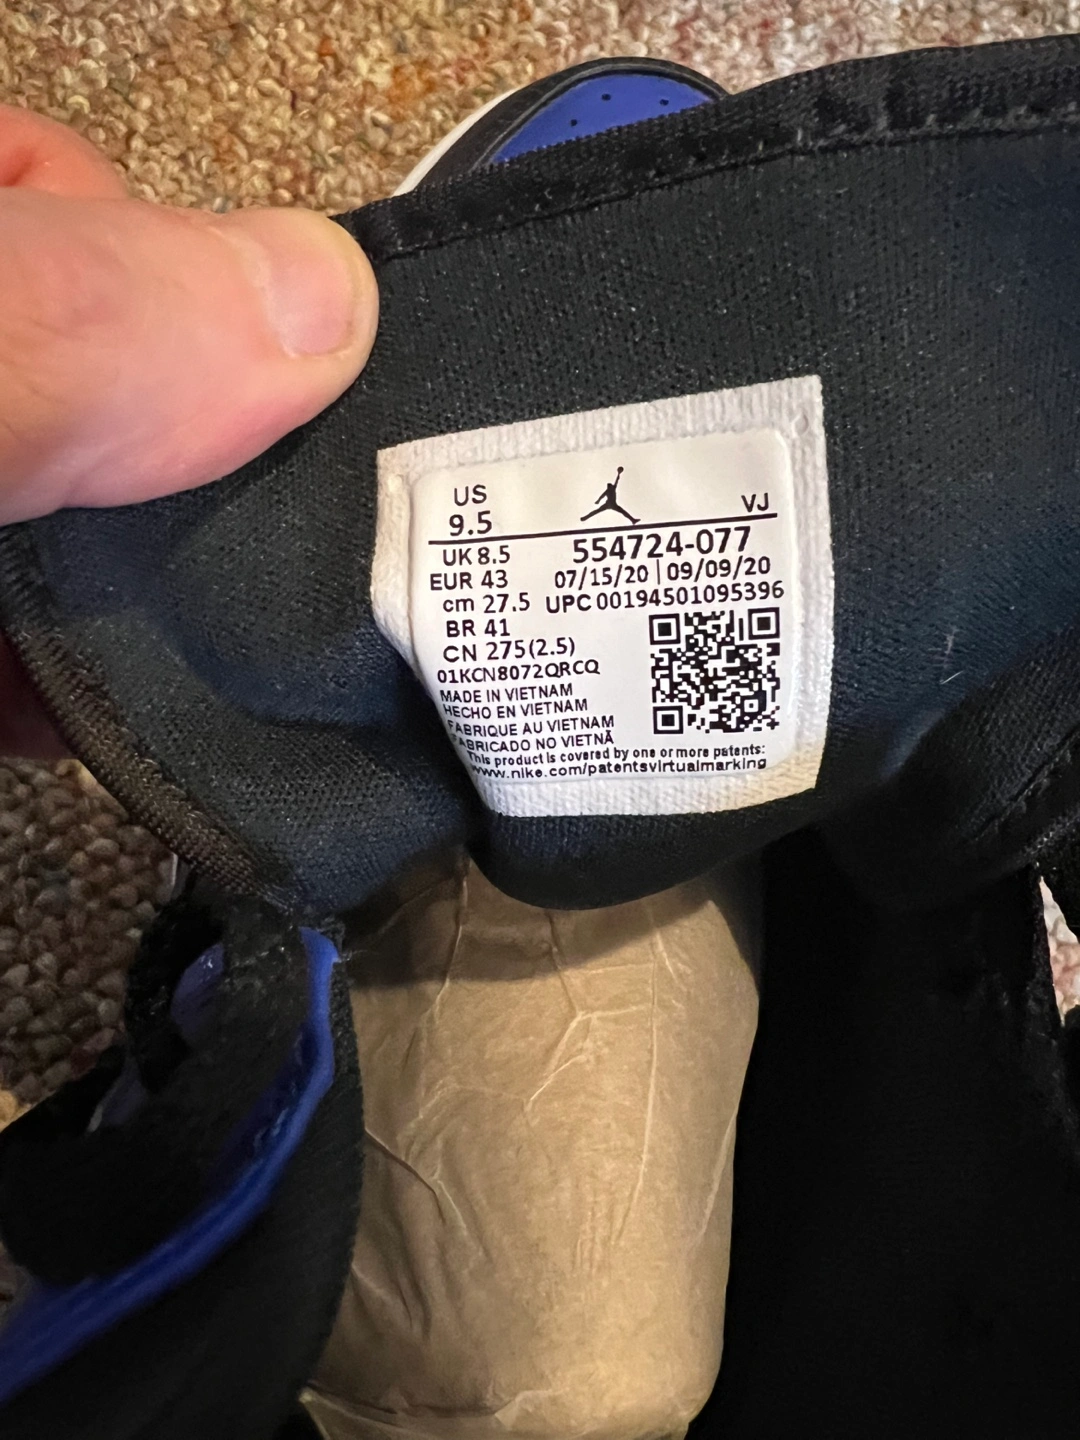 US
9.5
VJ
UK 8.5
554724-077
EUR 43
07/15/20 | 09/09/20
cm 27.5
UPC 00194501095396
BR 41
CN 275(2.5)
01KCN8072QRCQ
MADE IN VIETNAM
HECHO EN VIETNAM
FABRIQUE AU VIETNAM
FABRICADO NO VIETNÃ
This product is covered by one or more patents:
www.nike.com/patentsvirtualmarking